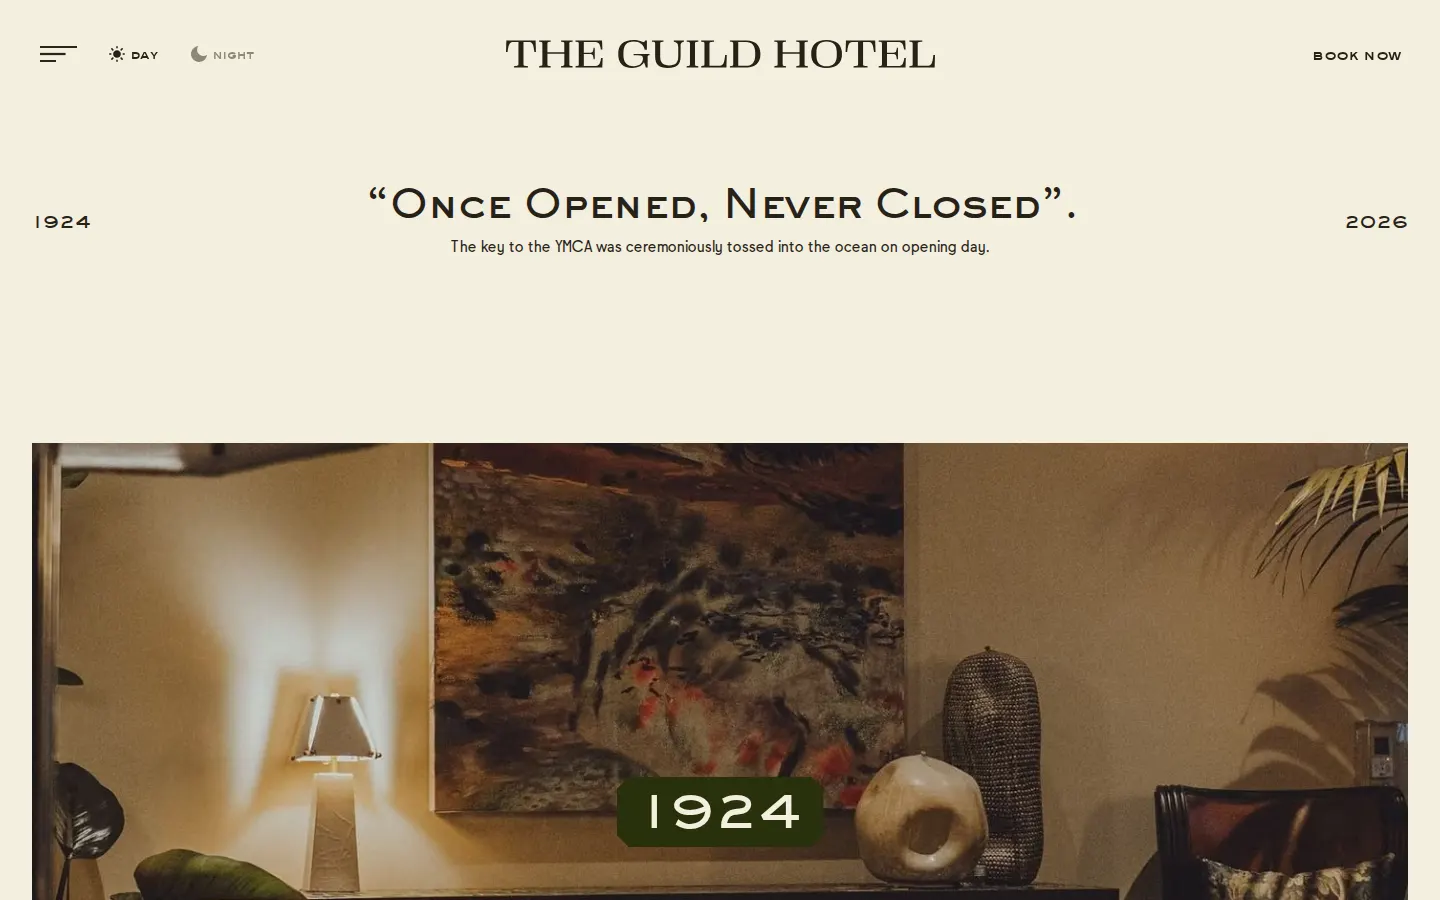 DAY
NIGHT
THE GUILD HOTEL
BOOK NOW
1924
“Once Opened, Never Closed”.
The key to the YMCA was ceremoniously tossed into the ocean on opening day.
2026
1924